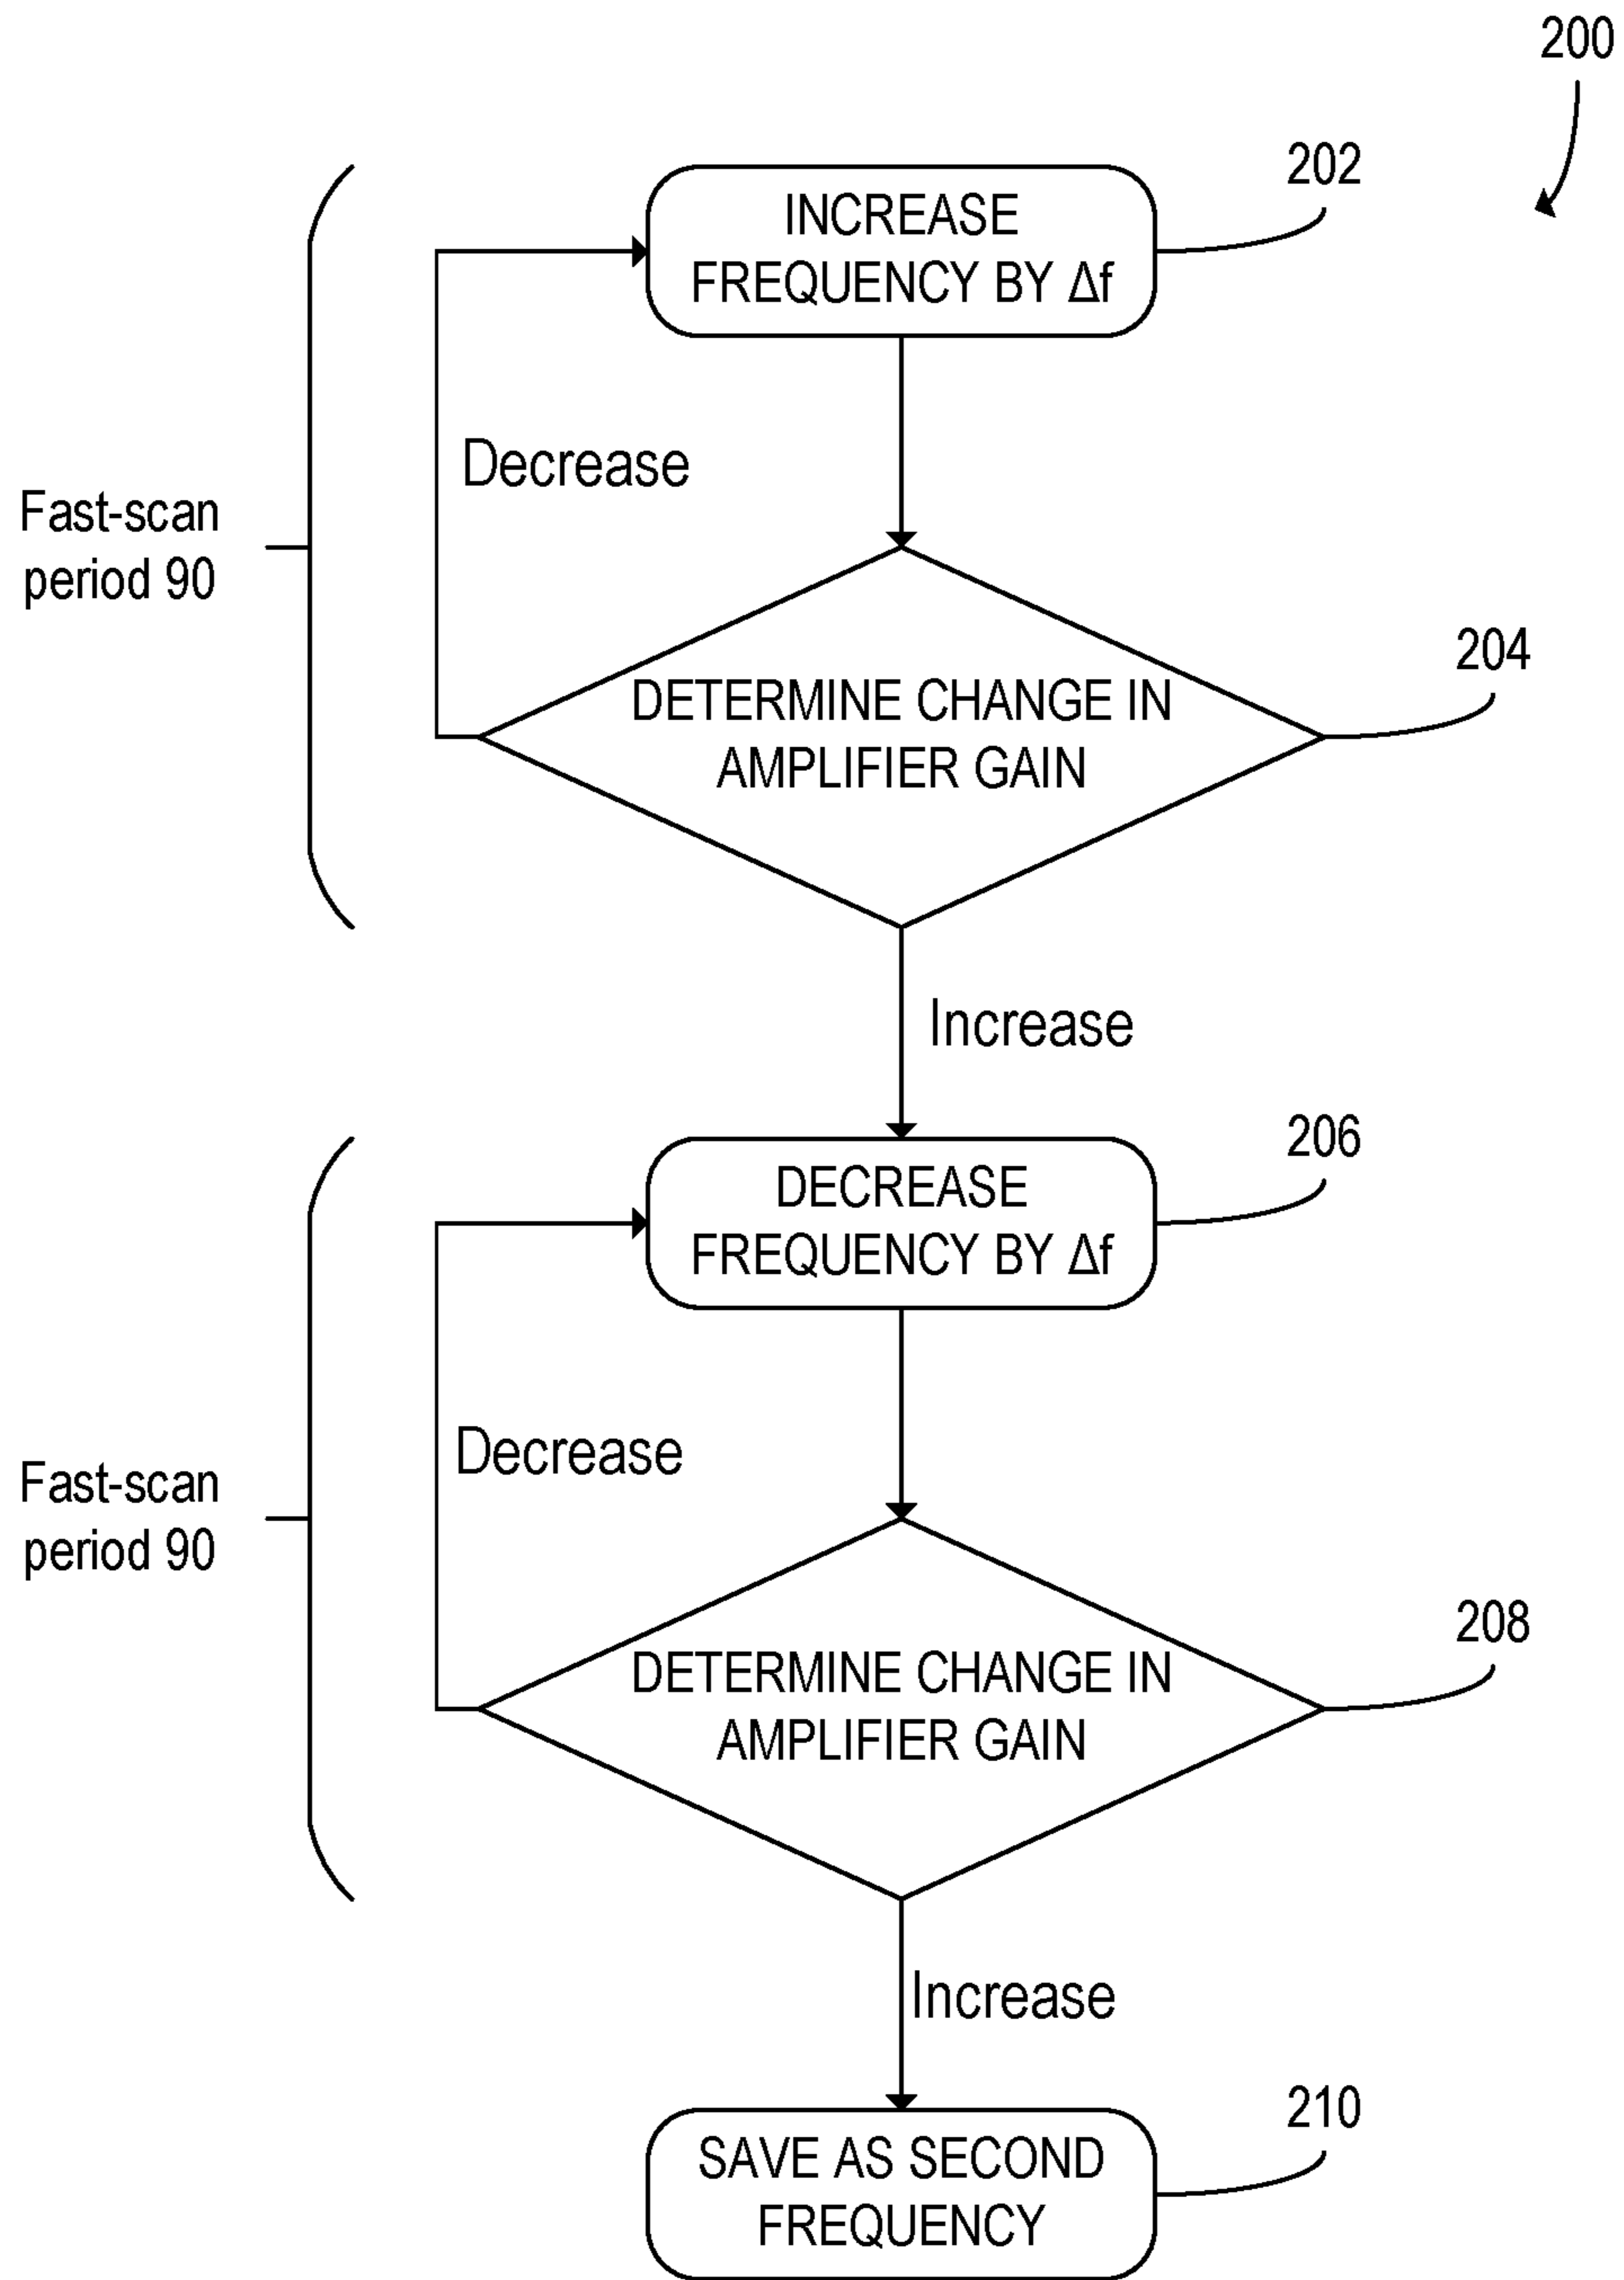 200
202
INCREASE
FREQUENCY BY Δf
Decrease
Fast-scan
period 90
204
DETERMINE CHANGE IN
AMPLIFIER GAIN
Increase
206
DECREASE
FREQUENCY BY Δf
Decrease
Fast-scan
period 90
208
DETERMINE CHANGE IN
AMPLIFIER GAIN
Increase
210
SAVE AS SECOND
FREQUENCY